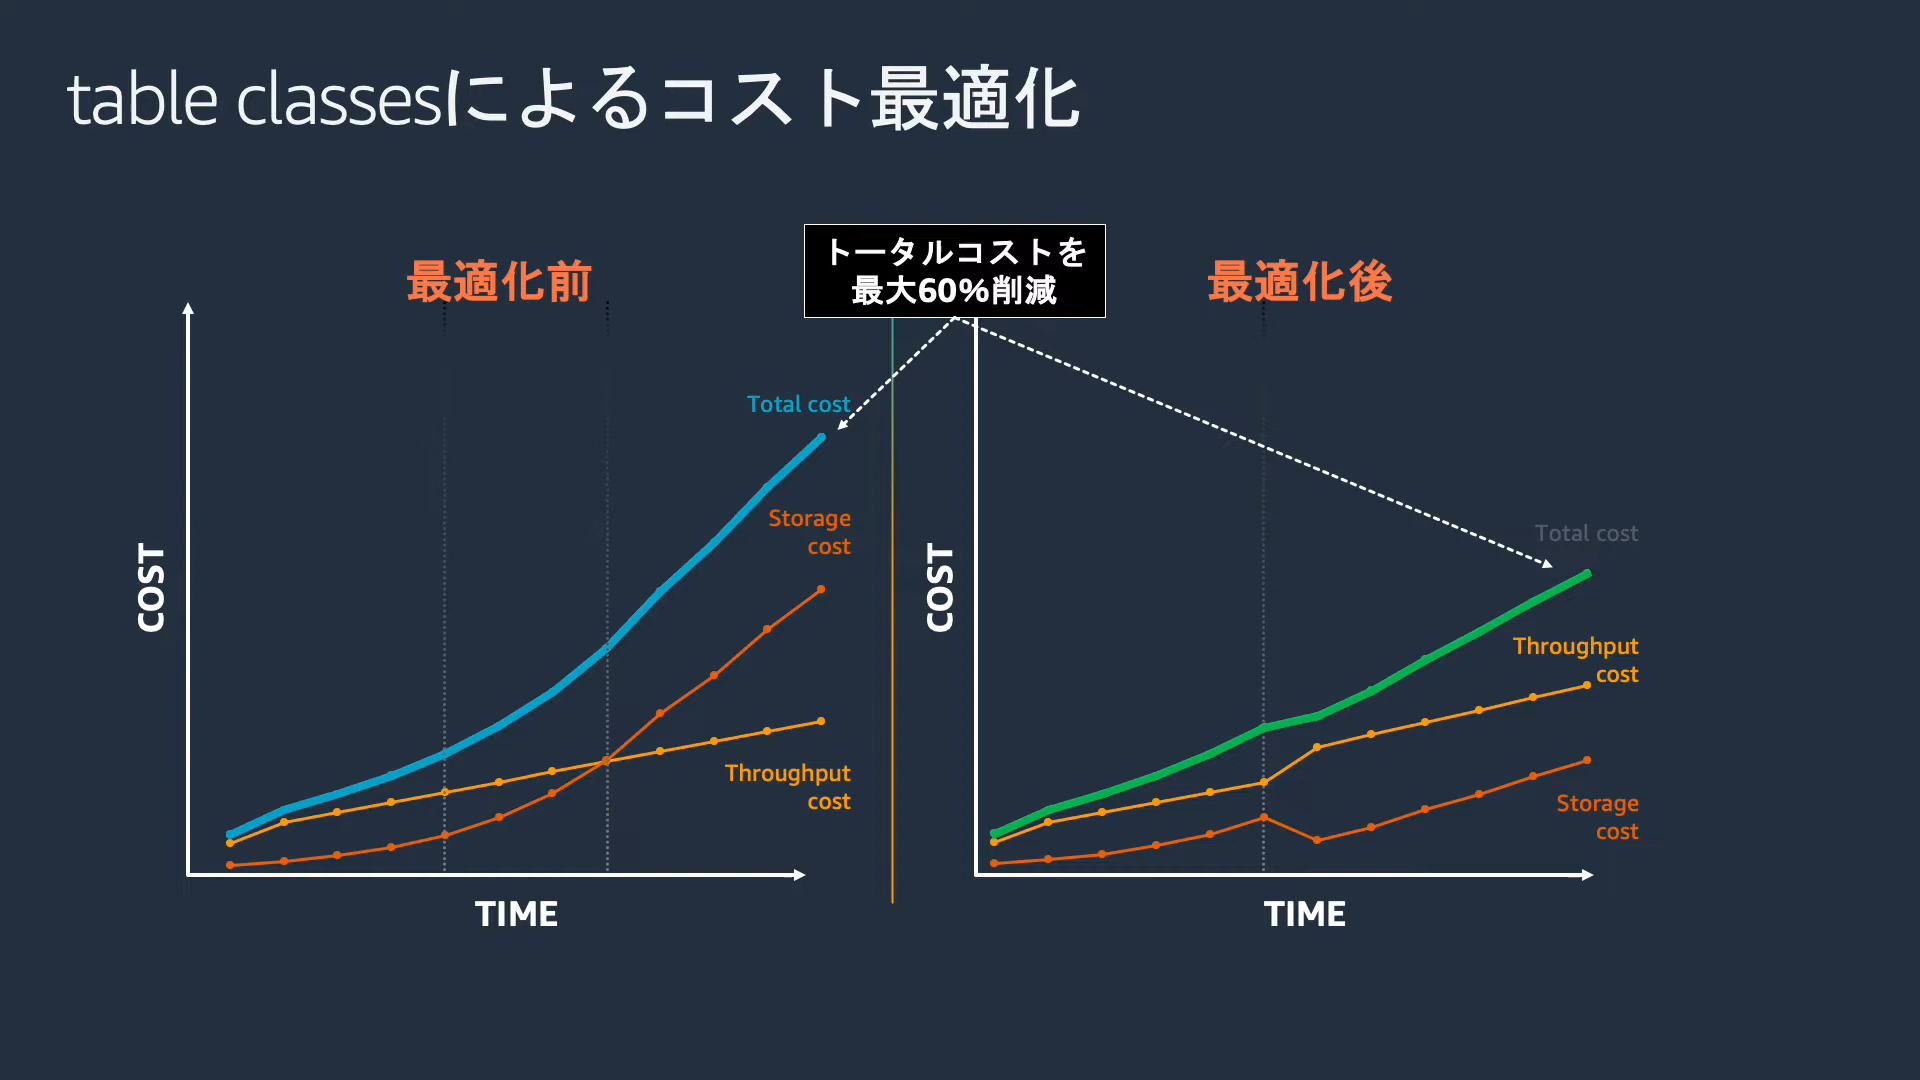 table classesによるコスト最適化
トータルコストを
最大60%削減
最適化前
最適化後
COST
Total cost
Storage
cost
Throughput
cost
TIME
COST
Total cost
Throughput
cost
Storage
cost
TIME